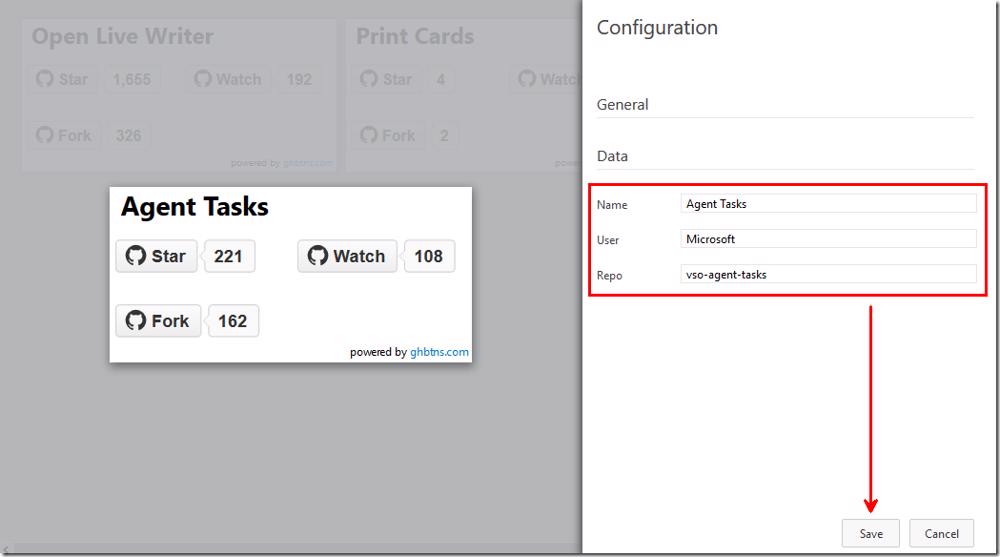 Open Live Writer
Star 1,655 Watch 192
Fork 326
powered by ghbtns.com
Print Cards
Star 4 Watch
Fork 2
powe
Agent Tasks
Star 221 Watch 108
Fork 162
powered by ghbtns.com
Configuration
General
Data
Name Agent Tasks
User Microsoft
Repo vso-agent-tasks
Save Cancel